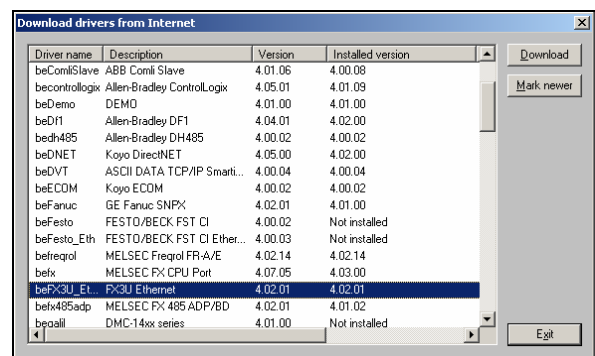 Download drivers from Internet
Driver name Description Version Installed version
beComliSlave ABB Comli Slave 4.01.06 4.00.08
becontrollogix Allen-Bradley ControlLogix 4.05.01 4.01.09
beDemo DEMO 4.01.00 4.01.00
beDf1 Allen-Bradley DF1 4.04.01 4.02.00
bedh485 Allen-Bradley DH485 4.00.02 4.00.02
beDNET Koyo DirectNET 4.05.00 4.02.00
beDVT ASCII DATA TCP/IP Smarti... 4.00.04 4.00.04
beECOM Koyo ECOM 4.00.02 4.00.02
beFanuc GE Fanuc SNPX 4.02.01 4.01.00
beFesto FESTO/BECK FST CI 4.00.02 Not installed
beFesto_Eth FESTO/BECK FST CI Ether... 4.00.03 Not installed
befreqrol MELSEC Freqrol FR-A/E 4.02.14 4.02.14
befx MELSEC FX CPU Port 4.07.05 4.03.00
beFX3U_Et... FX3U Ethernet 4.02.01 4.02.01
befx485adp MELSEC FX 485 ADP/BD 4.02.01 4.01.02
begalil DMC-14xx series 4.01.00 Not installed
Download
Mark newer
Exit